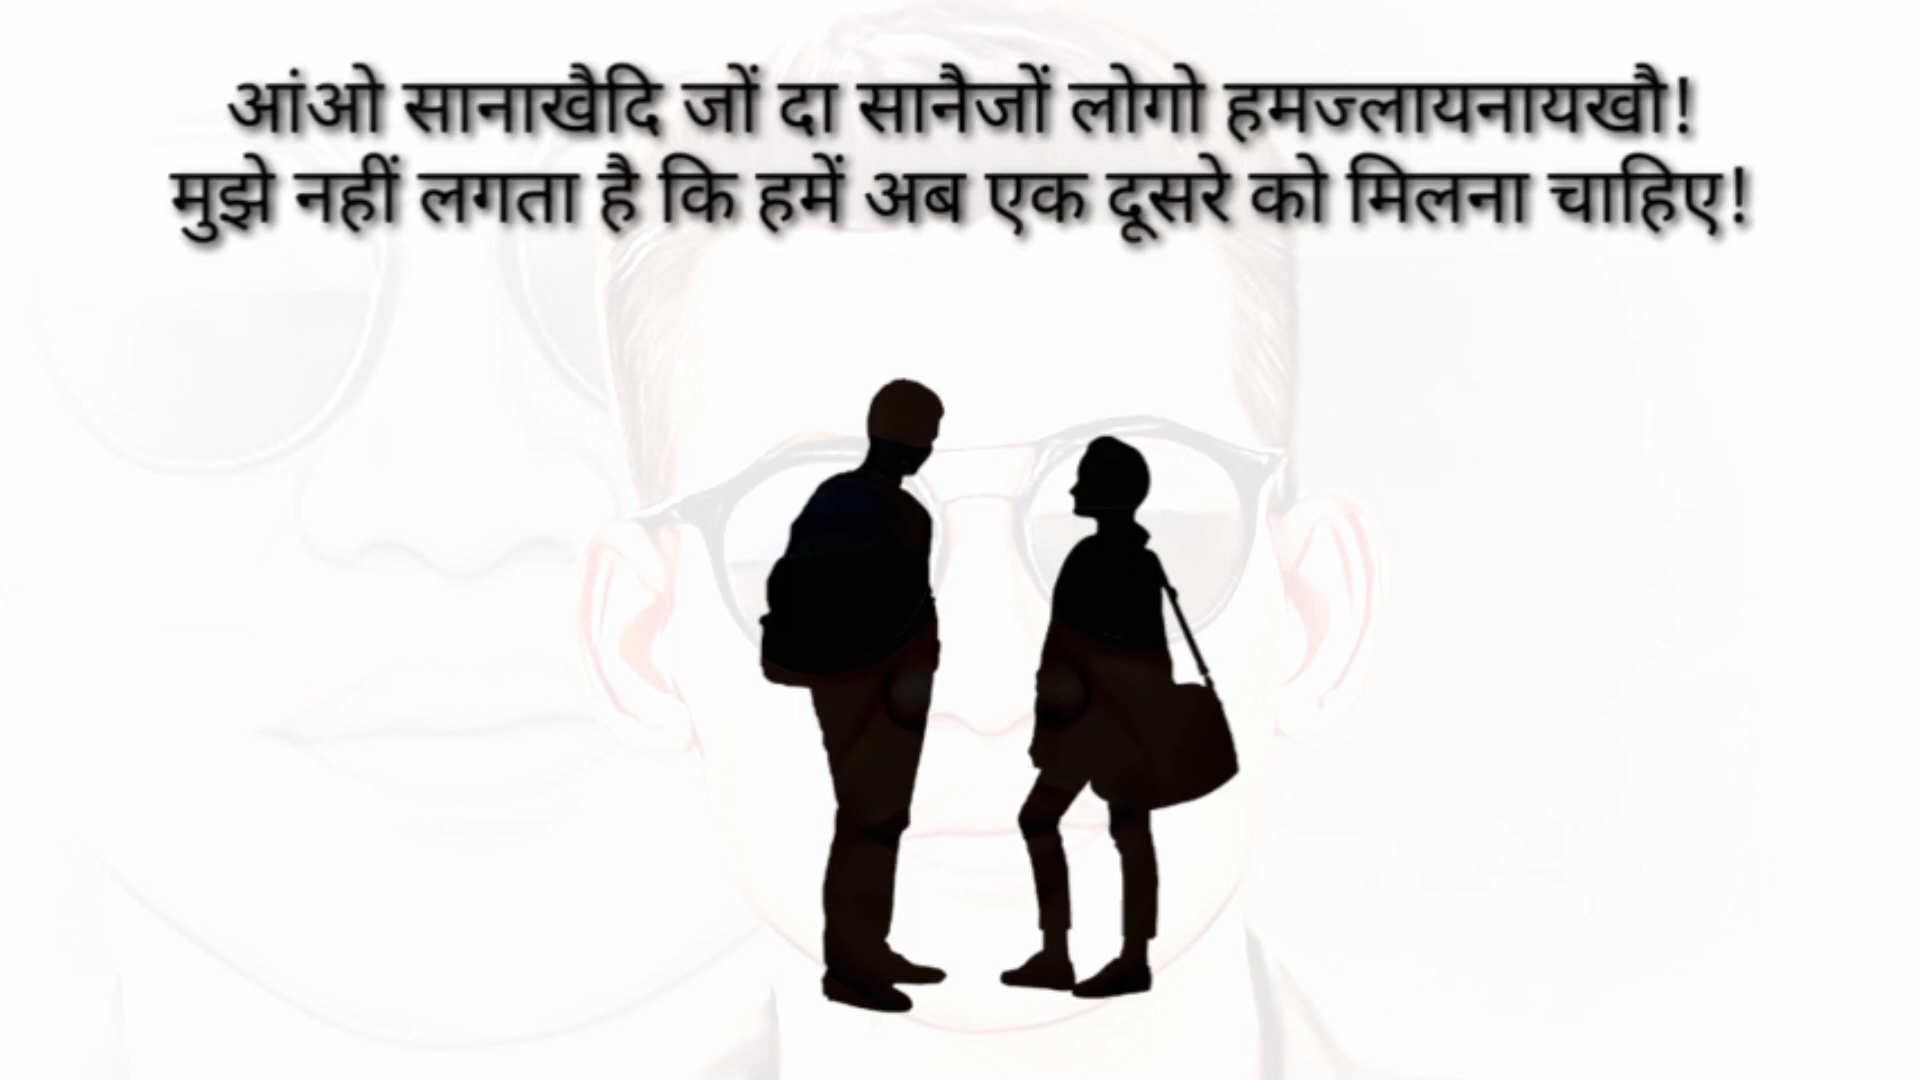 आंओ सानाखैदि जों दा सानैजों लोगो हमज्लायनायखौ!
मुझे नहीं लगता है कि हमें अब एक दूसरे को मिलना चाहिए!